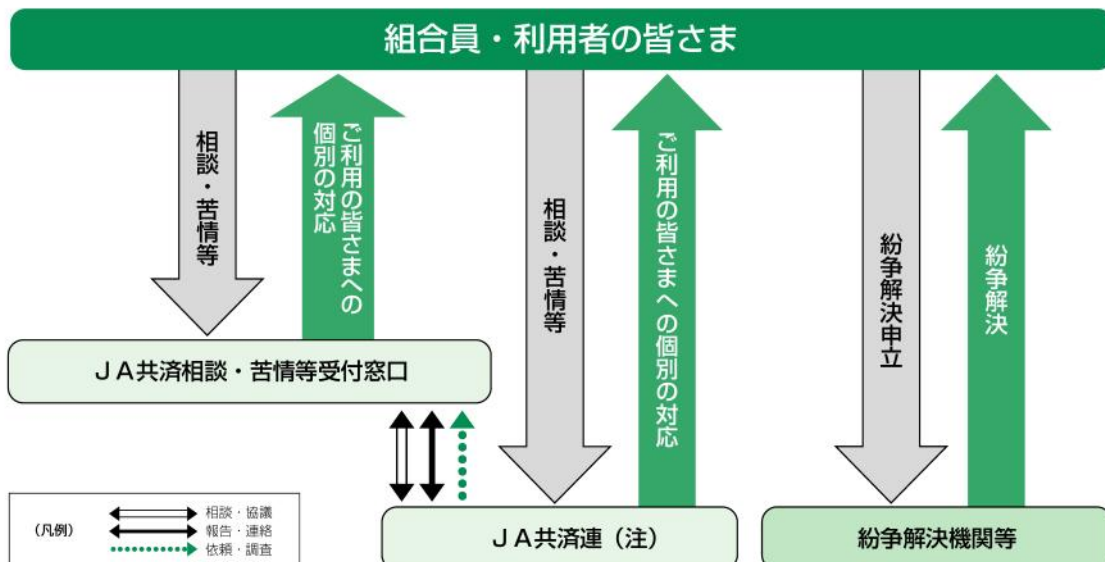 組合員・利用者の皆さま
相談・苦情等
ご利用の皆さまへの
個別の対応
相談・苦情等
ご利用の皆さまへの個別の対応
紛争解決申立
紛争解決
ＪＡ共済相談・苦情等受付窓口
(凡例)
相談・協議
報告・連絡
依頼・調査
ＪＡ共済連（注）
紛争解決機関等